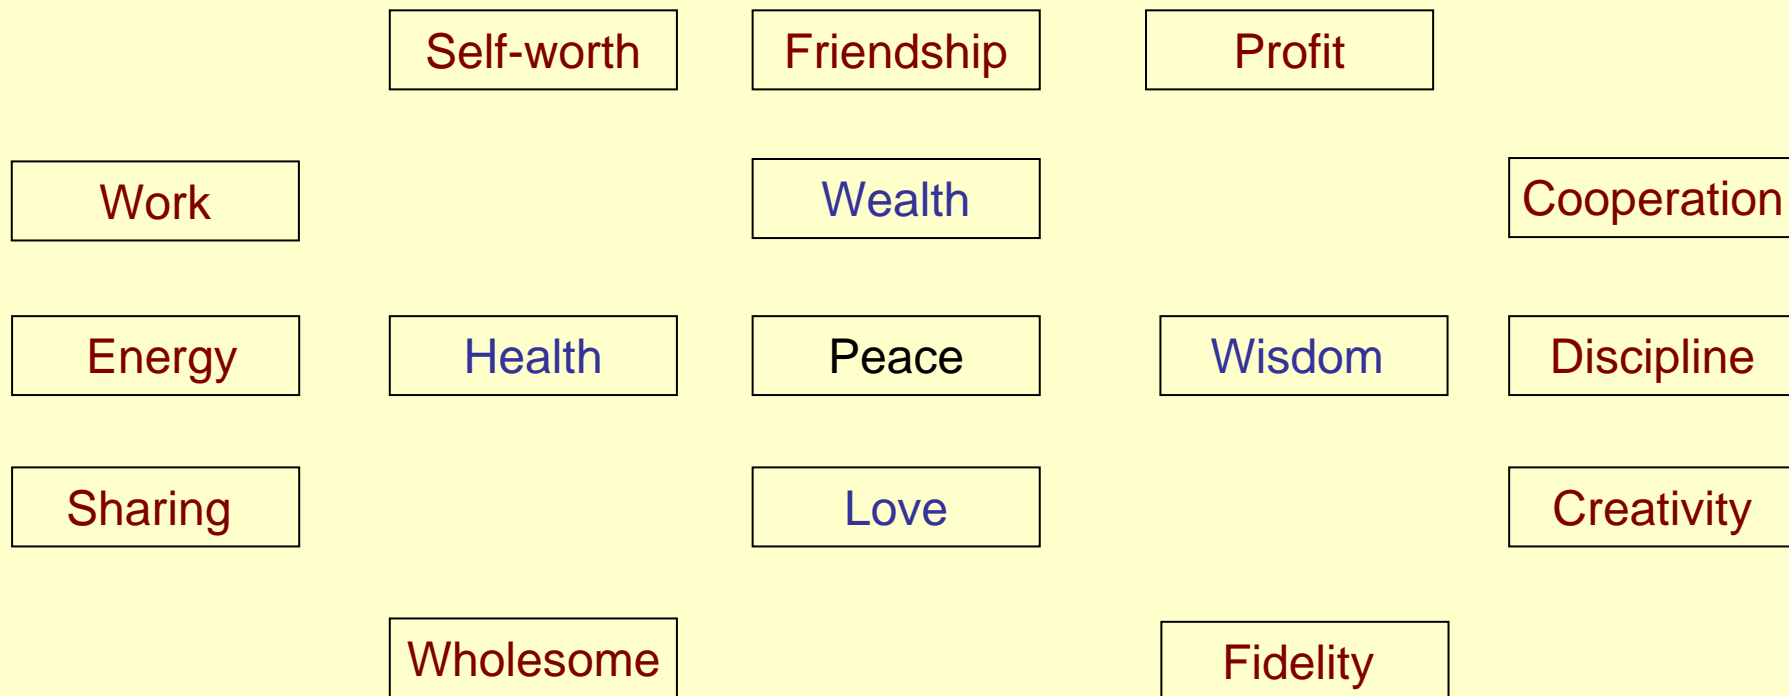 Self-worth Friendship Profit
Work Wealth Cooperation
Energy Health Peace Wisdom Discipline
Sharing Love Creativity
Wholesome Fidelity